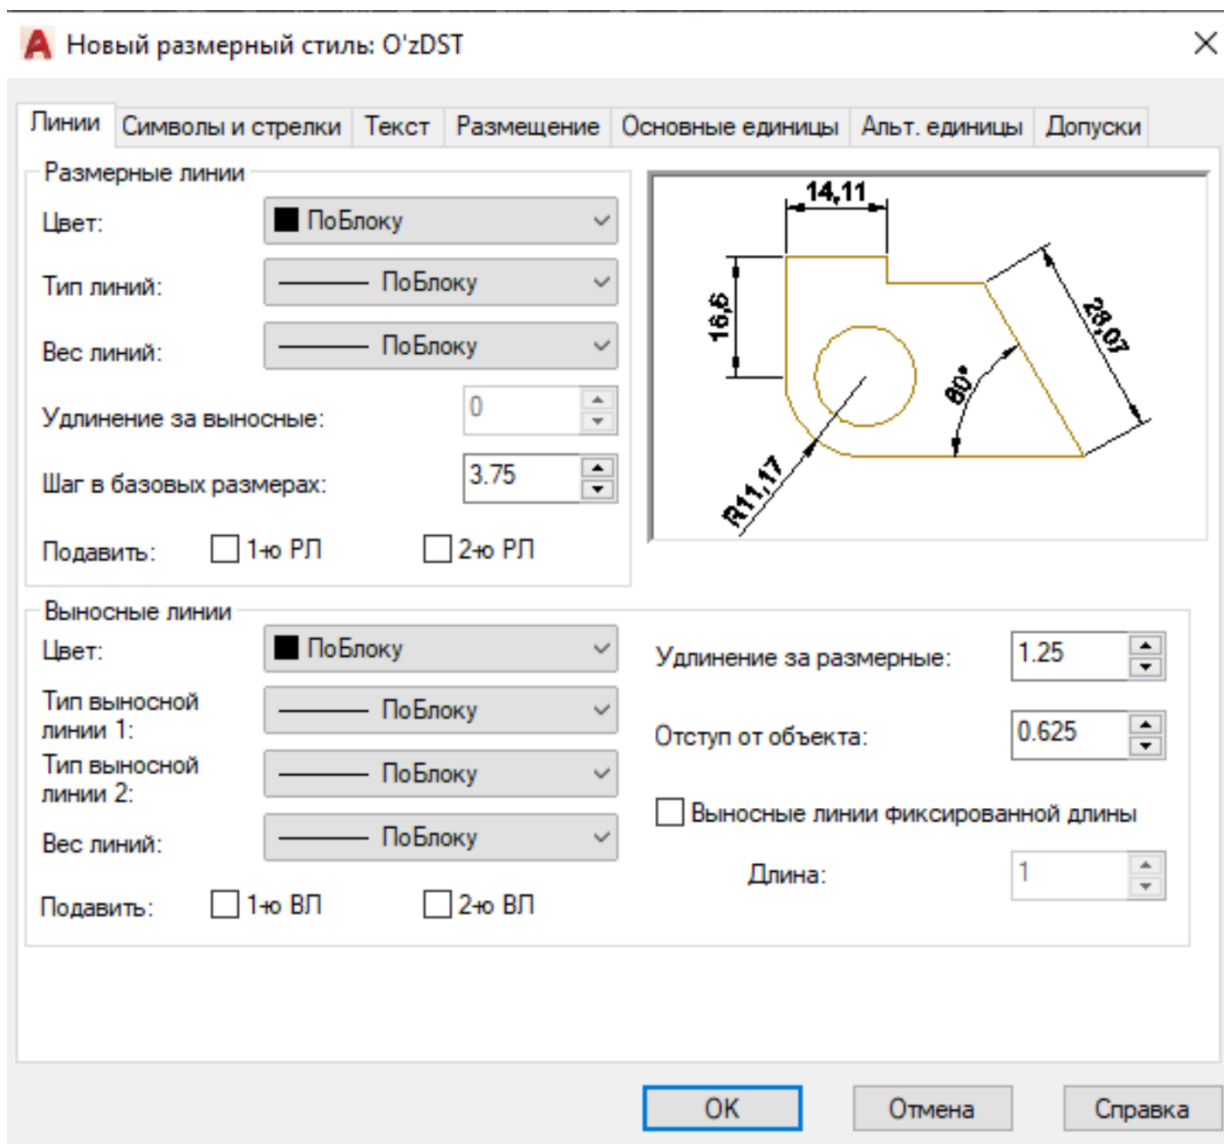 Новый размерный стиль: O'zDST
Линии Символы и стрелки Текст Размещение Основные единицы Альт. единицы Допуски
Размерные линии
Цвет: ПоБлоку
Тип линий: ПоБлоку
Вес линий: ПоБлоку
Удлинение за выносные: 0
Шаг в базовых размерах: 3.75
Подавить: 1-ю РЛ 2-ю РЛ
14,11
16,6
28,07
60°
R11,17
Выносные линии
Цвет: ПоБлоку
Тип выносной
линии 1: ПоБлоку
Тип выносной
линии 2: ПоБлоку
Вес линий: ПоБлоку
Подавить: 1-ю ВЛ 2-ю ВЛ
Удлинение за размерные: 1.25
Отступ от объекта: 0.625
Выносные линии фиксированной длины
Длина: 1
OK Отмена Справка